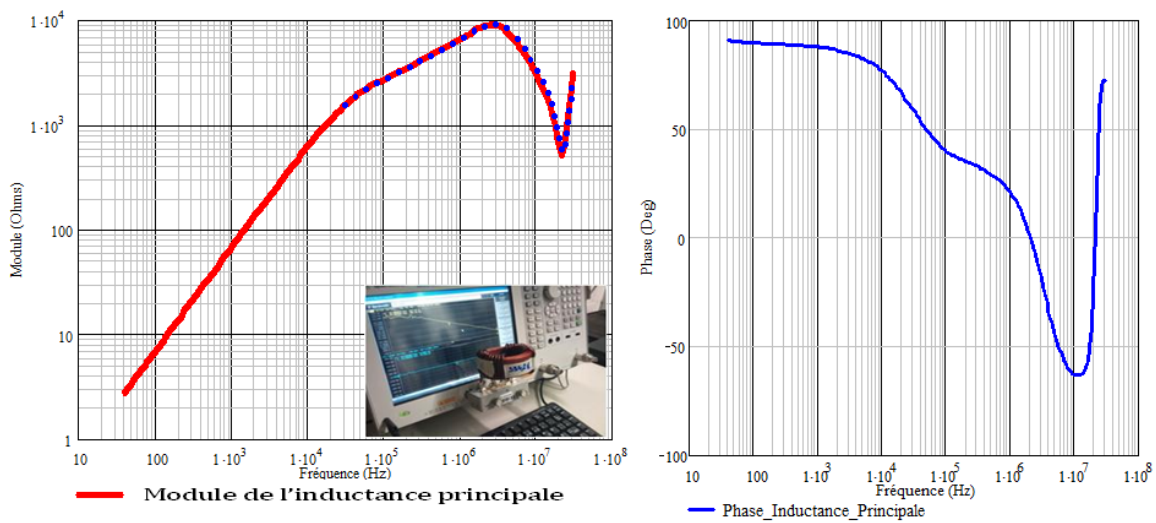 1·10⁴
1·10³
100
10
1
Module (Ohms)
10 100 1·10³ 1·10⁴ 1·10⁵ 1·10⁶ 1·10⁷ 1·10⁸
Fréquence (Hz)
Module de l'inductance principale
100
50
0
−50
−100
Phase (Deg)
10 100 1·10³ 1·10⁴ 1·10⁵ 1·10⁶ 1·10⁷ 1·10⁸
Fréquence (Hz)
Phase_Inductance_Principale